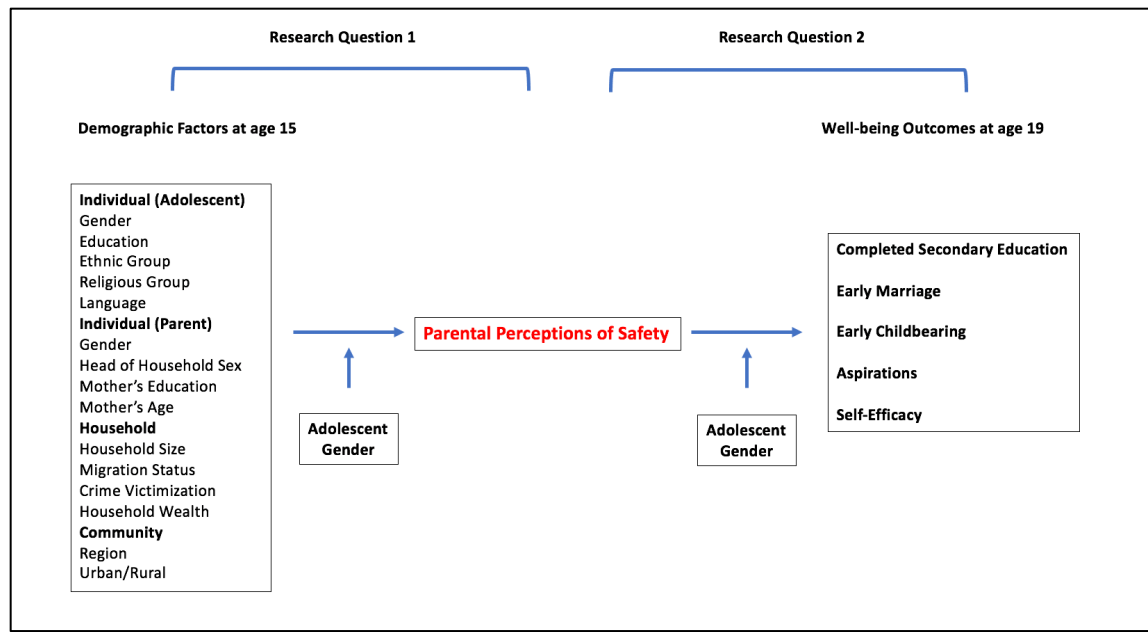 Research Question 1
Research Question 2
Demographic Factors at age 15
Well-being Outcomes at age 19
Individual (Adolescent)
Gender
Education
Ethnic Group
Religious Group
Language
Individual (Parent)
Gender
Head of Household Sex
Mother's Education
Mother's Age
Household
Household Size
Migration Status
Crime Victimization
Household Wealth
Community
Region
Urban/Rural
Adolescent
Gender
Parental Perceptions of Safety
Adolescent
Gender
Completed Secondary Education
Early Marriage
Early Childbearing
Aspirations
Self-Efficacy